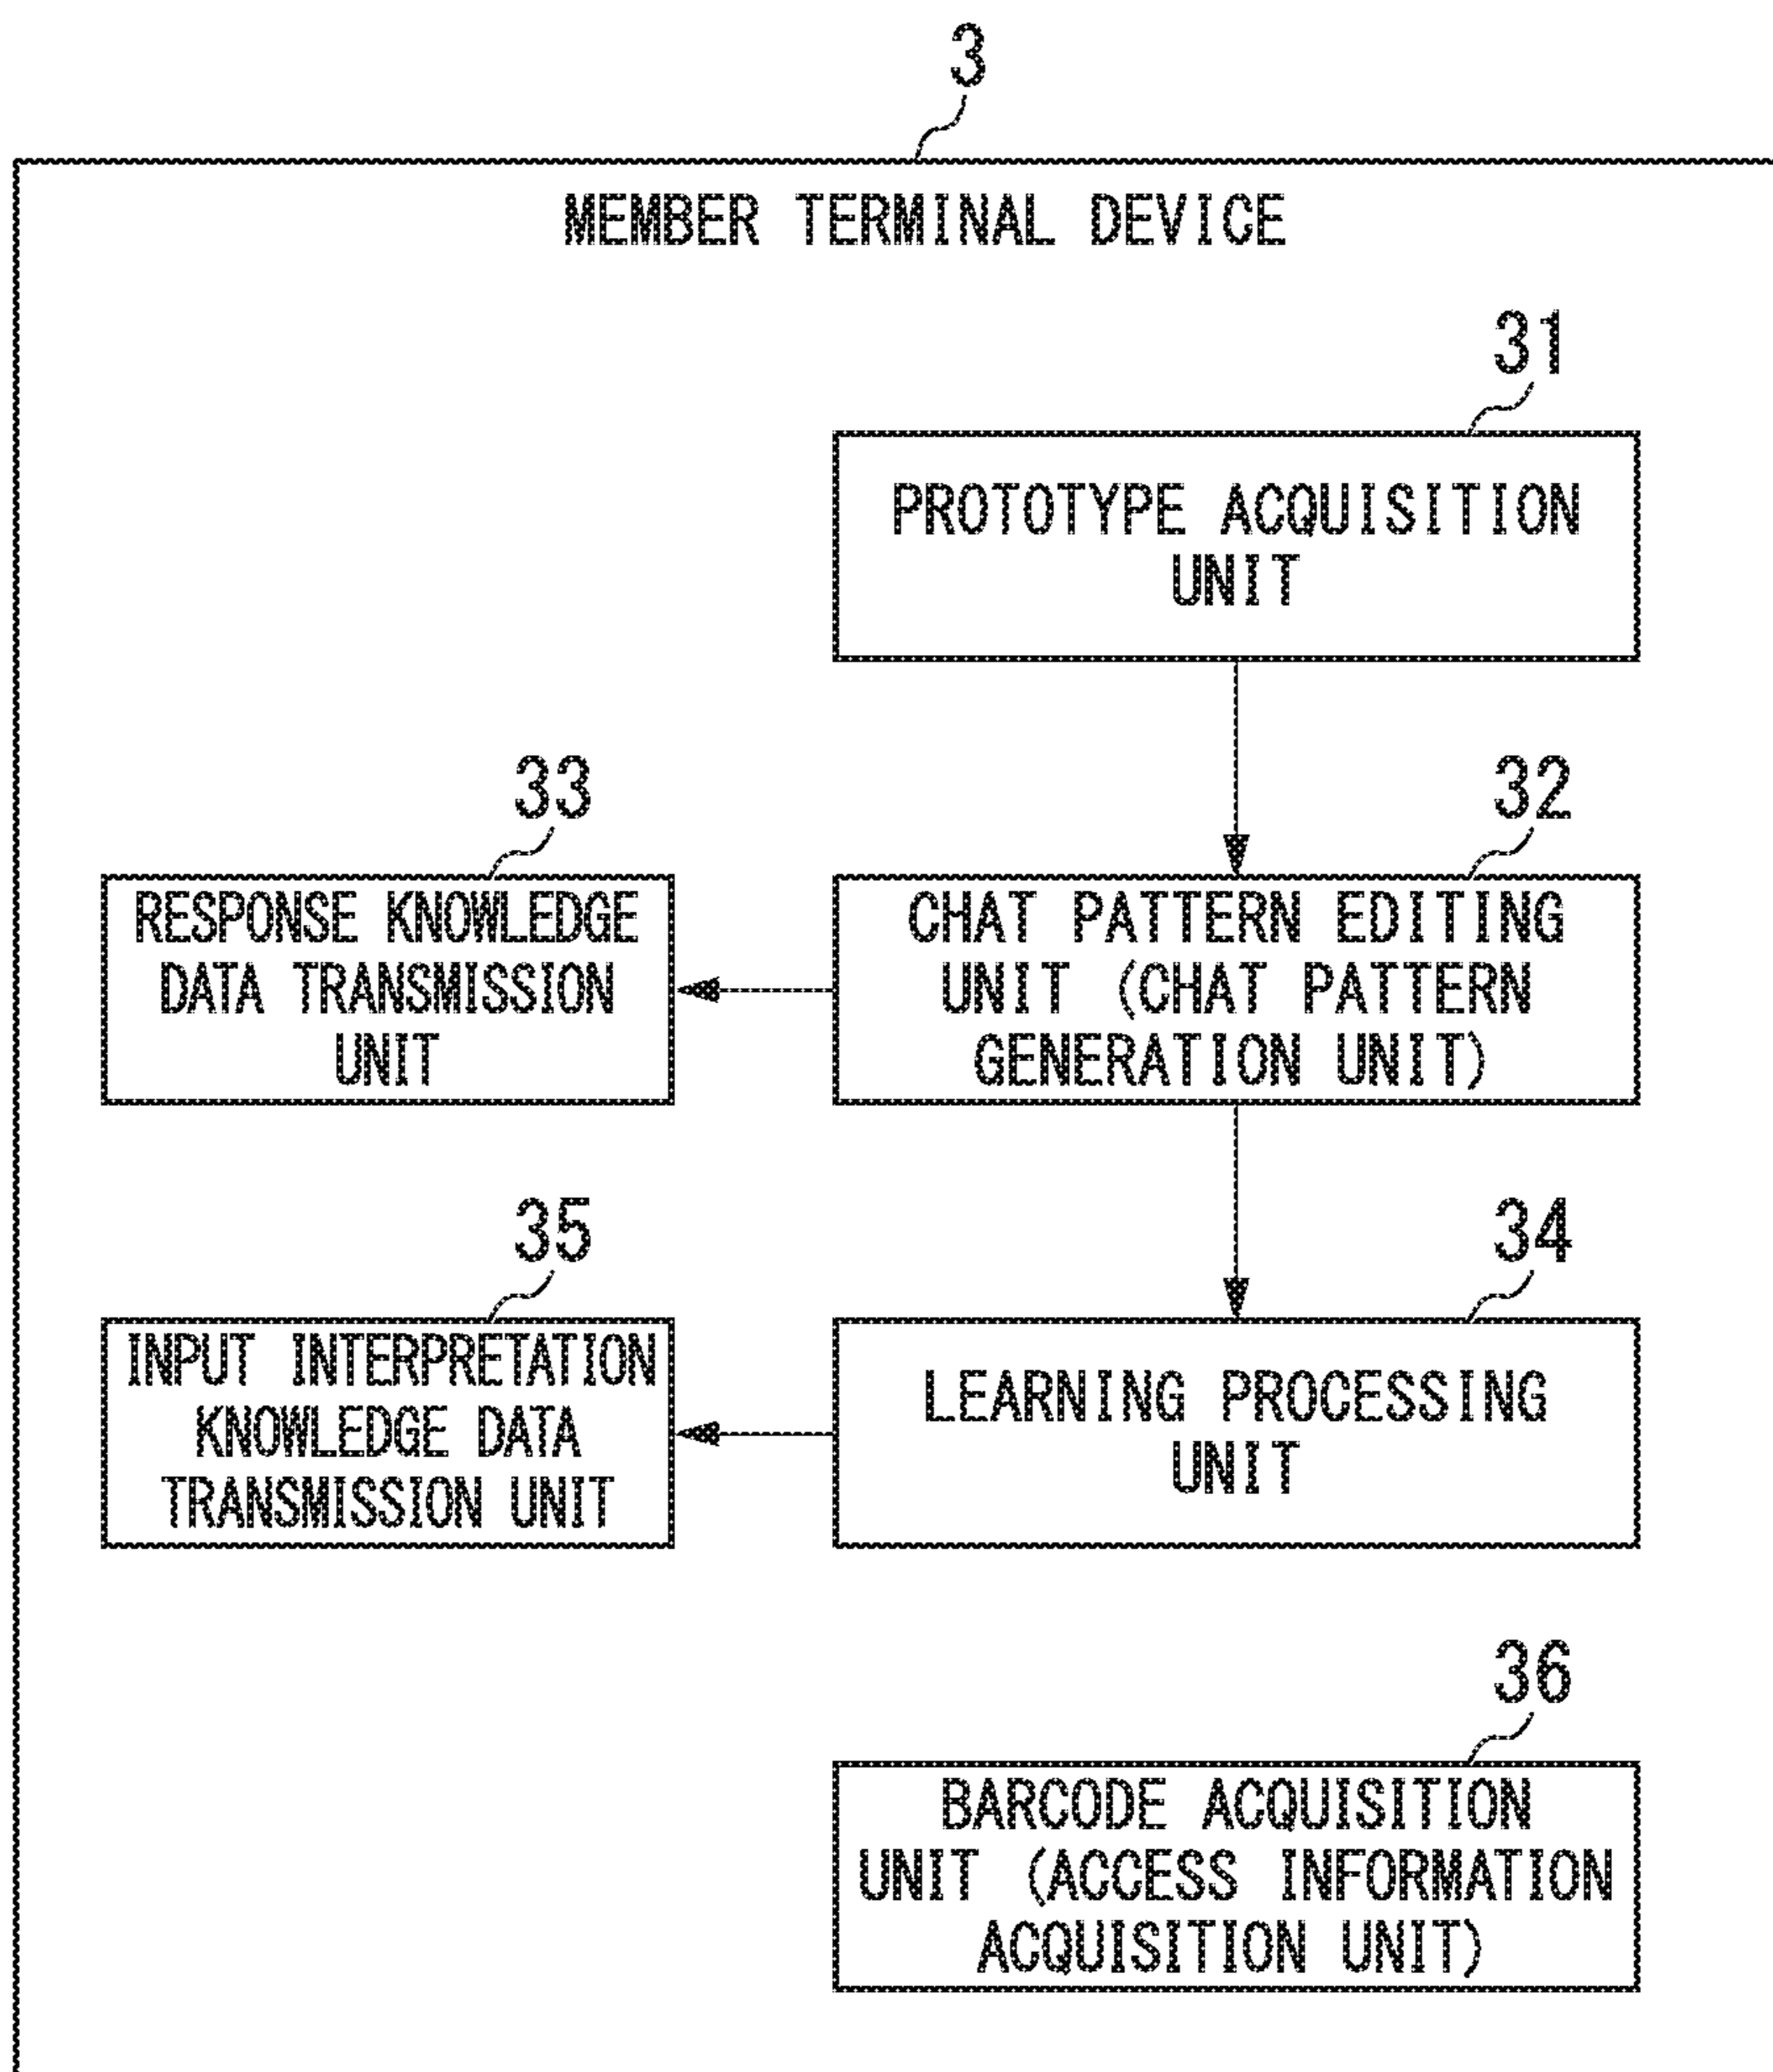 3
MEMBER TERMINAL DEVICE
31
PROTOTYPE ACQUISITION
UNIT
33
RESPONSE KNOWLEDGE
DATA TRANSMISSION
UNIT
32
CHAT PATTERN EDITING
UNIT (CHAT PATTERN
GENERATION UNIT)
35
INPUT INTERPRETATION
KNOWLEDGE DATA
TRANSMISSION UNIT
34
LEARNING PROCESSING
UNIT
36
BARCODE ACQUISITION
UNIT (ACCESS INFORMATION
ACQUISITION UNIT)